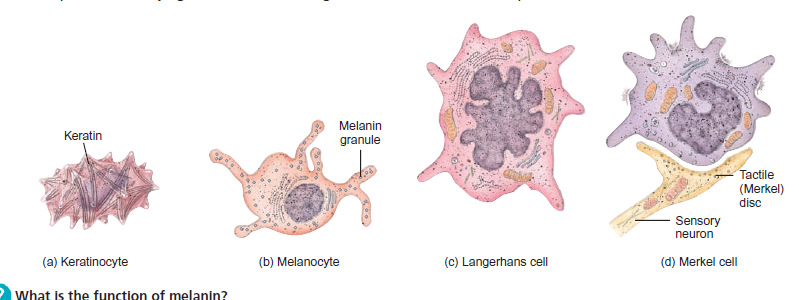 Keratin
Melanin
granule
Tactile
(Merkel)
disc
Sensory
neuron
(a) Keratinocyte
(b) Melanocyte
(c) Langerhans cell
(d) Merkel cell
? What is the function of melanin?